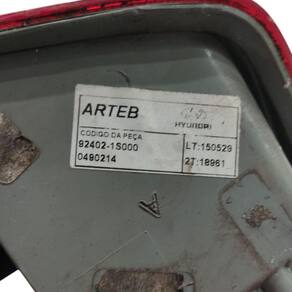 ARTEB
HYUNDAI
CODIGO DA PEÇA
92402-1S000
LT:150529
0490214
2T:18961